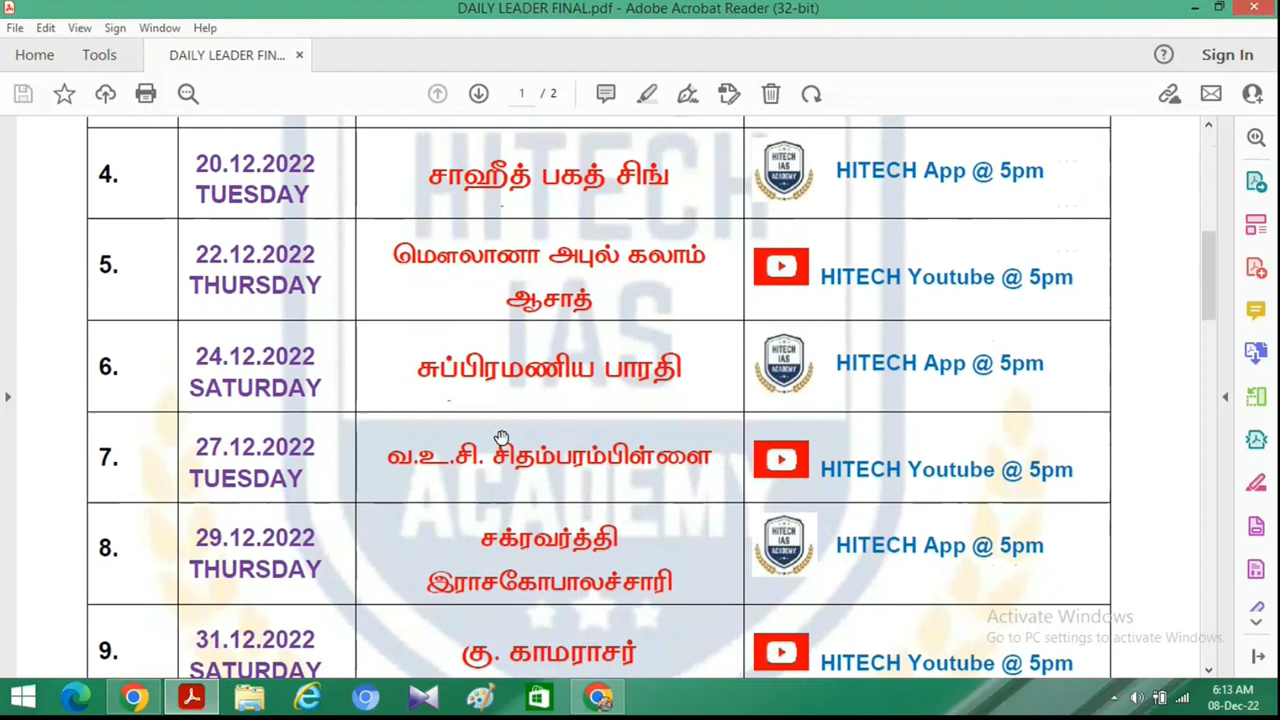 DAILY LEADER FINAL.pdf - Adobe Acrobat Reader (32-bit)
File Edit View Sign Window Help
Home Tools DAILY LEADER FIN... × Sign In
1 / 2
4. 20.12.2022 TUESDAY சாஹீத் பகத் சிங் HITECH App @ 5pm
5. 22.12.2022 THURSDAY மௌலானா அபுல் கலாம் ஆசாத் HITECH Youtube @ 5pm
6. 24.12.2022 SATURDAY சுப்பிரமணிய பாரதி HITECH App @ 5pm
7. 27.12.2022 TUESDAY வ.உ.சி. சிதம்பரம்பிள்ளை HITECH Youtube @ 5pm
8. 29.12.2022 THURSDAY சக்ரவர்த்தி இராசகோபாலச்சாரி HITECH App @ 5pm
9. 31.12.2022 SATURDAY கு. காமராசர் HITECH Youtube @ 5pm
HITECH
IAS
ACADEMY
Activate Windows
Go to PC settings to activate Windows.
6:13 AM
08-Dec-22